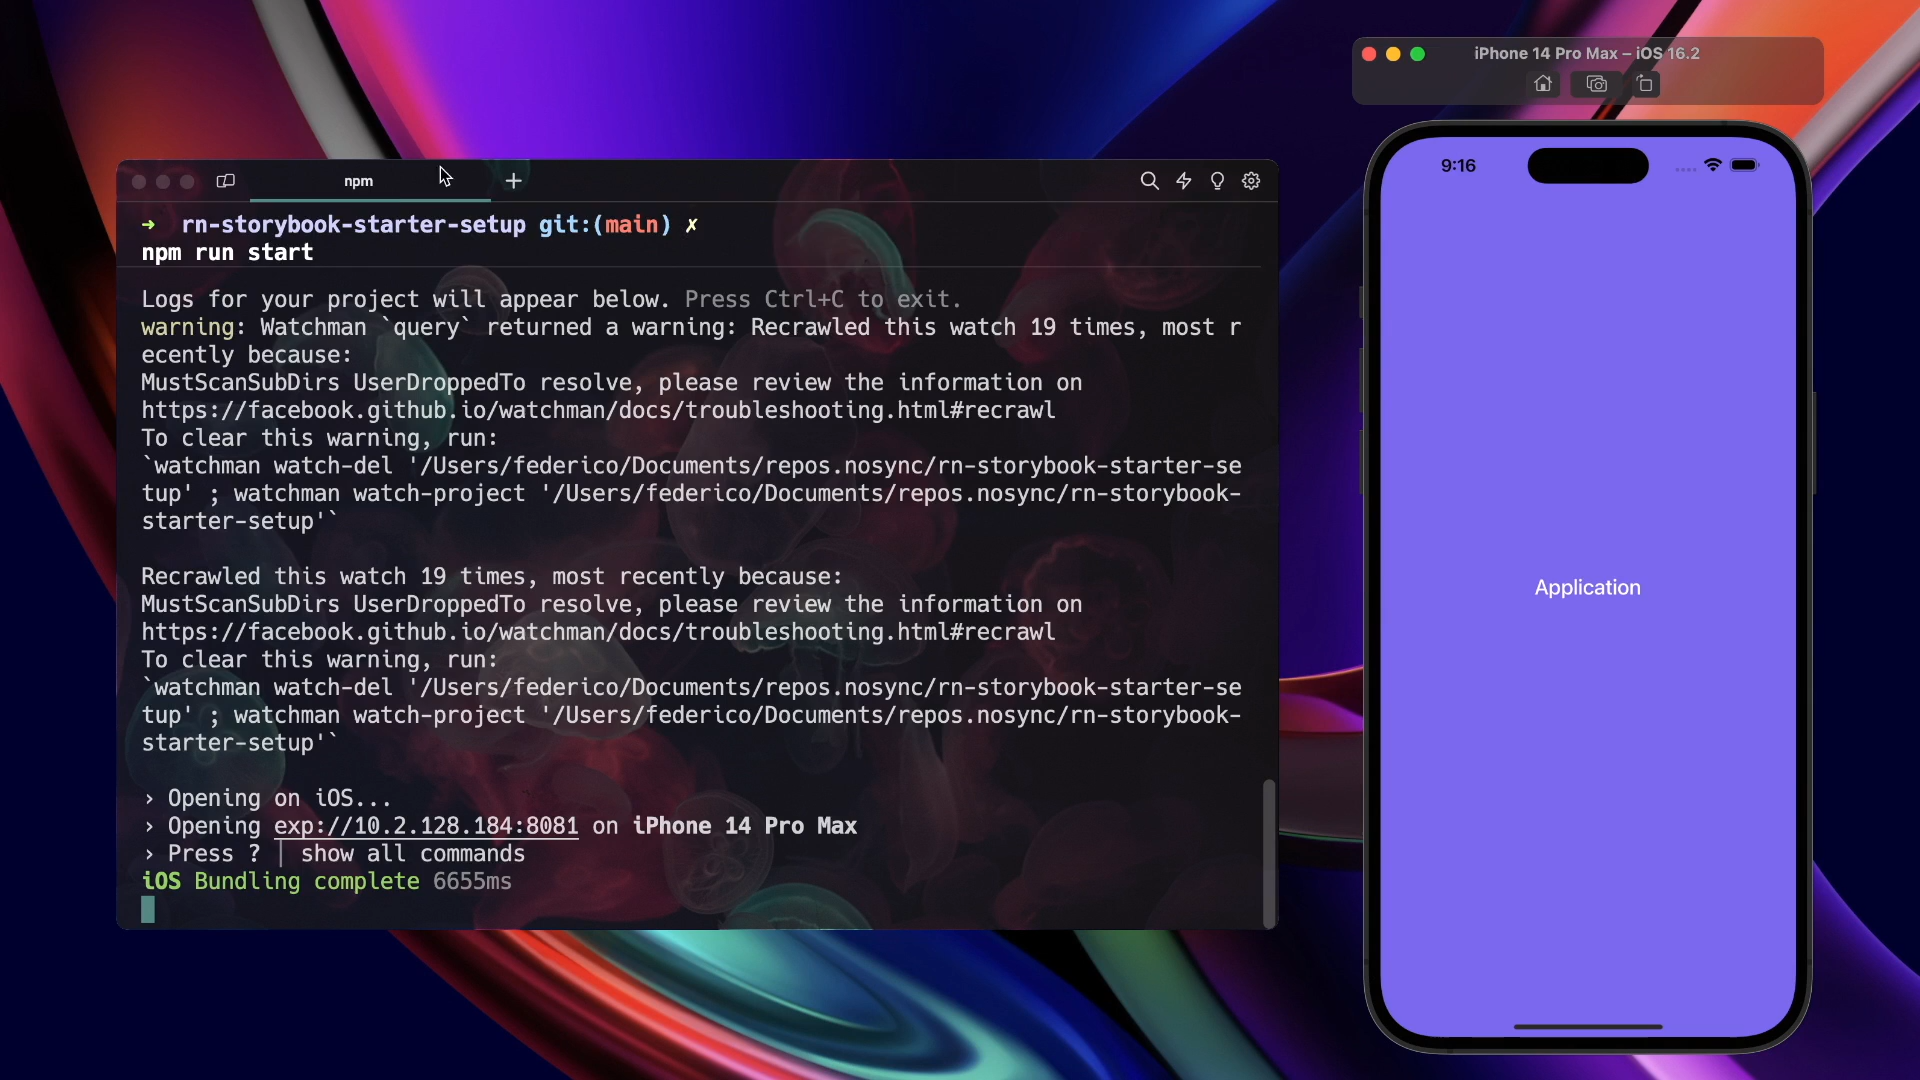 npm
→ rn-storybook-starter-setup git:(main) ✗
npm run start
Logs for your project will appear below. Press Ctrl+C to exit.
warning: Watchman `query` returned a warning: Recrawled this watch 19 times, most r
ecently because:
MustScanSubDirs UserDroppedTo resolve, please review the information on
https://facebook.github.io/watchman/docs/troubleshooting.html#recrawl
To clear this warning, run:
`watchman watch-del '/Users/federico/Documents/repos.nosync/rn-storybook-starter-se
tup' ; watchman watch-project '/Users/federico/Documents/repos.nosync/rn-storybook-
starter-setup'`
Recrawled this watch 19 times, most recently because:
MustScanSubDirs UserDroppedTo resolve, please review the information on
https://facebook.github.io/watchman/docs/troubleshooting.html#recrawl
To clear this warning, run:
`watchman watch-del '/Users/federico/Documents/repos.nosync/rn-storybook-starter-se
tup' ; watchman watch-project '/Users/federico/Documents/repos.nosync/rn-storybook-
starter-setup'`
› Opening on iOS...
› Opening exp://10.2.128.184:8081 on iPhone 14 Pro Max
› Press ? │ show all commands
iOS Bundling complete 6655ms
iPhone 14 Pro Max – iOS 16.2
9:16
Application